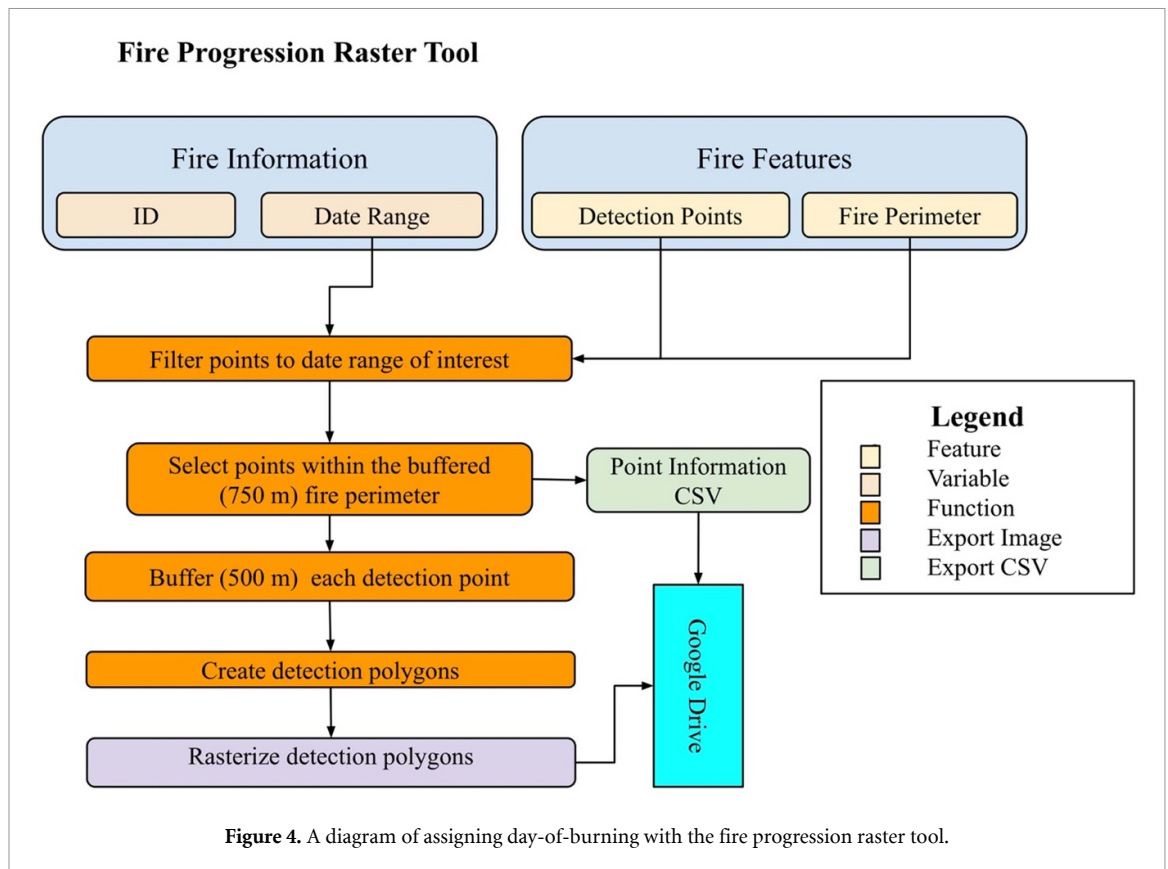 Fire Progression Raster Tool
Fire Information
ID
Date Range
Fire Features
Detection Points
Fire Perimeter
Filter points to date range of interest
Select points within the buffered
(750 m) fire perimeter
Point Information
CSV
Buffer (500 m) each detection point
Create detection polygons
Rasterize detection polygons
Google Drive
Legend
Feature
Variable
Function
Export Image
Export CSV
Figure 4. A diagram of assigning day-of-burning with the fire progression raster tool.